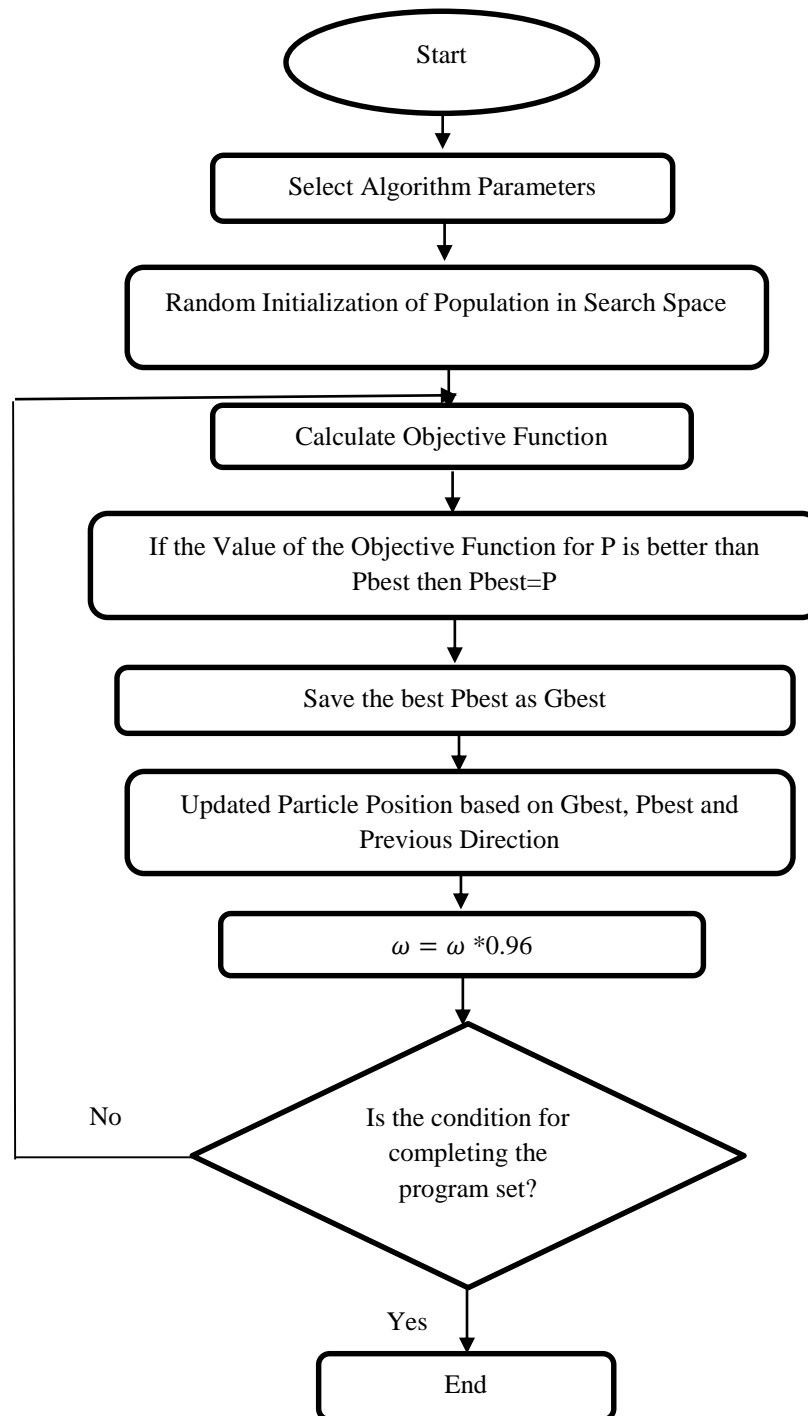 Start
Select Algorithm Parameters
Random Initialization of Population in Search Space
Calculate Objective Function
If the Value of the Objective Function for P is better than
Pbest then Pbest=P
Save the best Pbest as Gbest
Updated Particle Position based on Gbest, Pbest and
Previous Direction
𝜔 = 𝜔 *0.96
Is the condition for
completing the
program set?
No
Yes
End